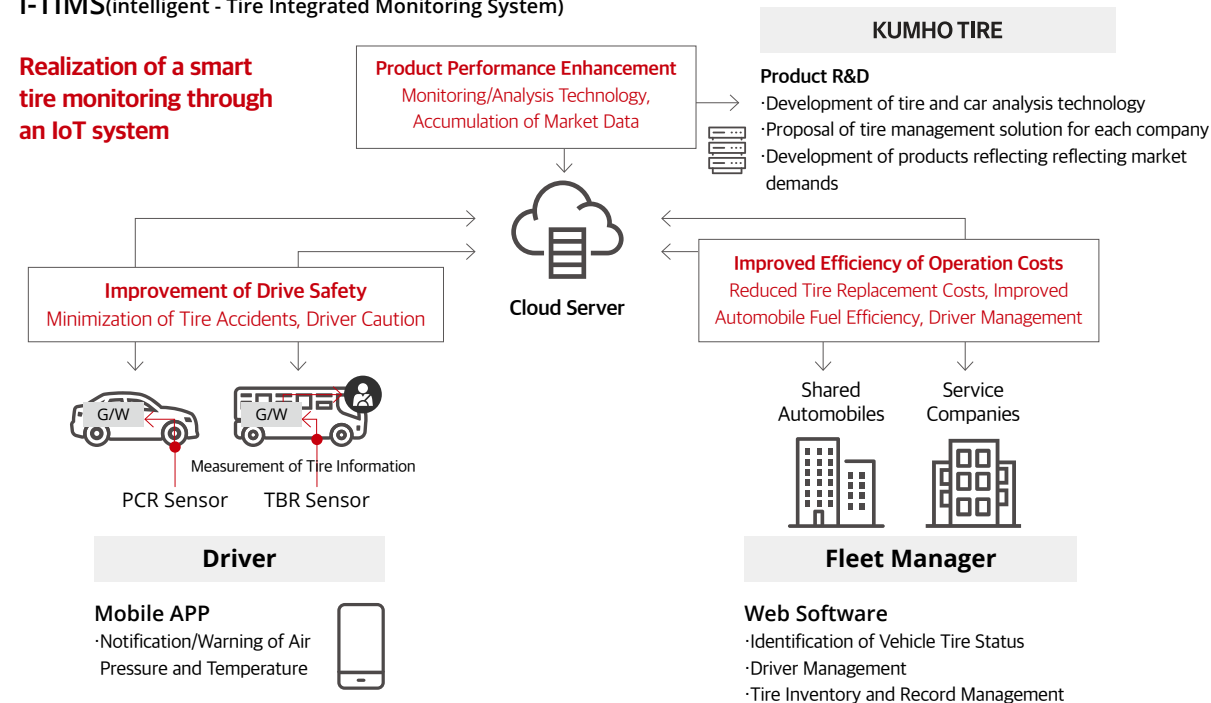 i-TIMS(intelligent - Tire Integrated Monitoring System)
Realization of a smart
tire monitoring through
an IoT system
Product Performance Enhancement
Monitoring/Analysis Technology,
Accumulation of Market Data
KUMHO TIRE
Product R&D
·Development of tire and car analysis technology
·Proposal of tire management solution for each company
·Development of products reflecting reflecting market
demands
Cloud Server
Improvement of Drive Safety
Minimization of Tire Accidents, Driver Caution
Improved Efficiency of Operation Costs
Reduced Tire Replacement Costs, Improved
Automobile Fuel Efficiency, Driver Management
G/W
G/W
Measurement of Tire Information
PCR Sensor
TBR Sensor
Shared
Automobiles
Service
Companies
Driver
Mobile APP
·Notification/Warning of Air
Pressure and Temperature
Fleet Manager
Web Software
·Identification of Vehicle Tire Status
·Driver Management
·Tire Inventory and Record Management